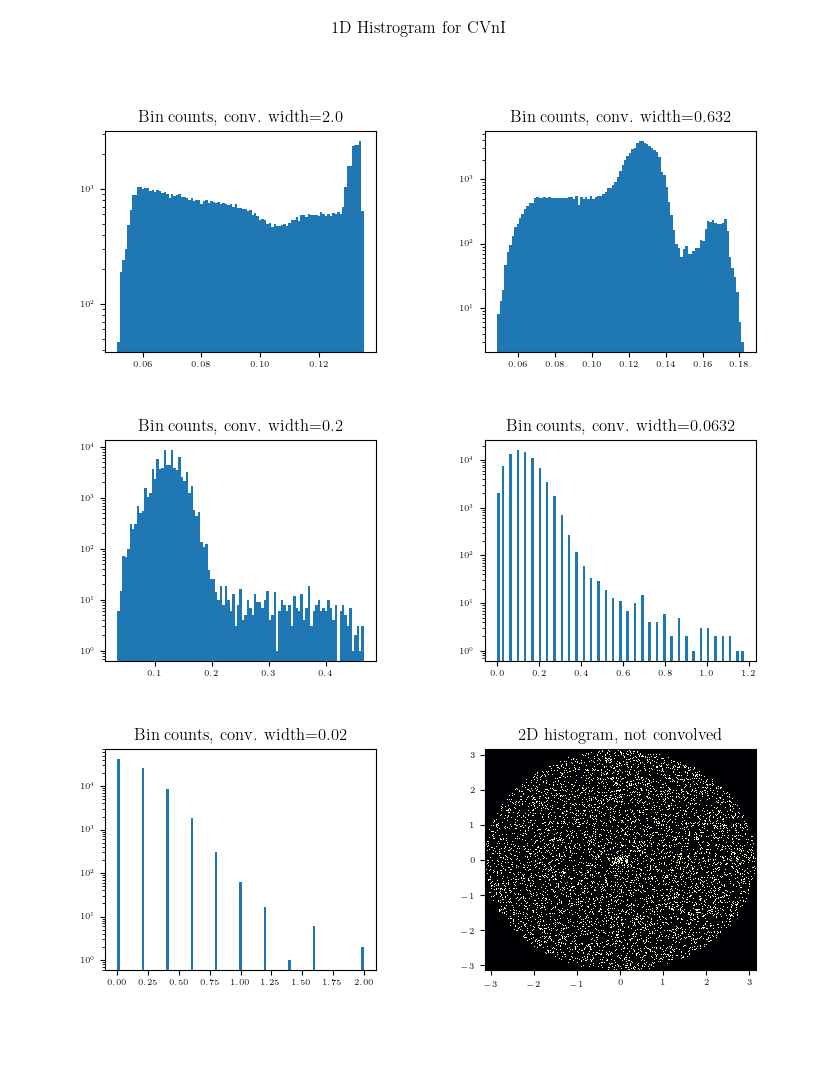 1D Histrogram for CVnI
Bin counts, conv. width=2.0
10³
10²
0.06 0.08 0.10 0.12
Bin counts, conv. width=0.632
10³
10²
10¹
0.06 0.08 0.10 0.12 0.14 0.16 0.18
Bin counts, conv. width=0.2
10⁴
10³
10²
10¹
10⁰
0.1 0.2 0.3 0.4
Bin counts, conv. width=0.0632
10⁴
10³
10²
10¹
10⁰
0.0 0.2 0.4 0.6 0.8 1.0 1.2
Bin counts, conv. width=0.02
10⁴
10³
10²
10¹
10⁰
0.00 0.25 0.50 0.75 1.00 1.25 1.50 1.75 2.00
2D histogram, not convolved
3
2
1
0
−1
−2
−3
−3 −2 −1 0 1 2 3